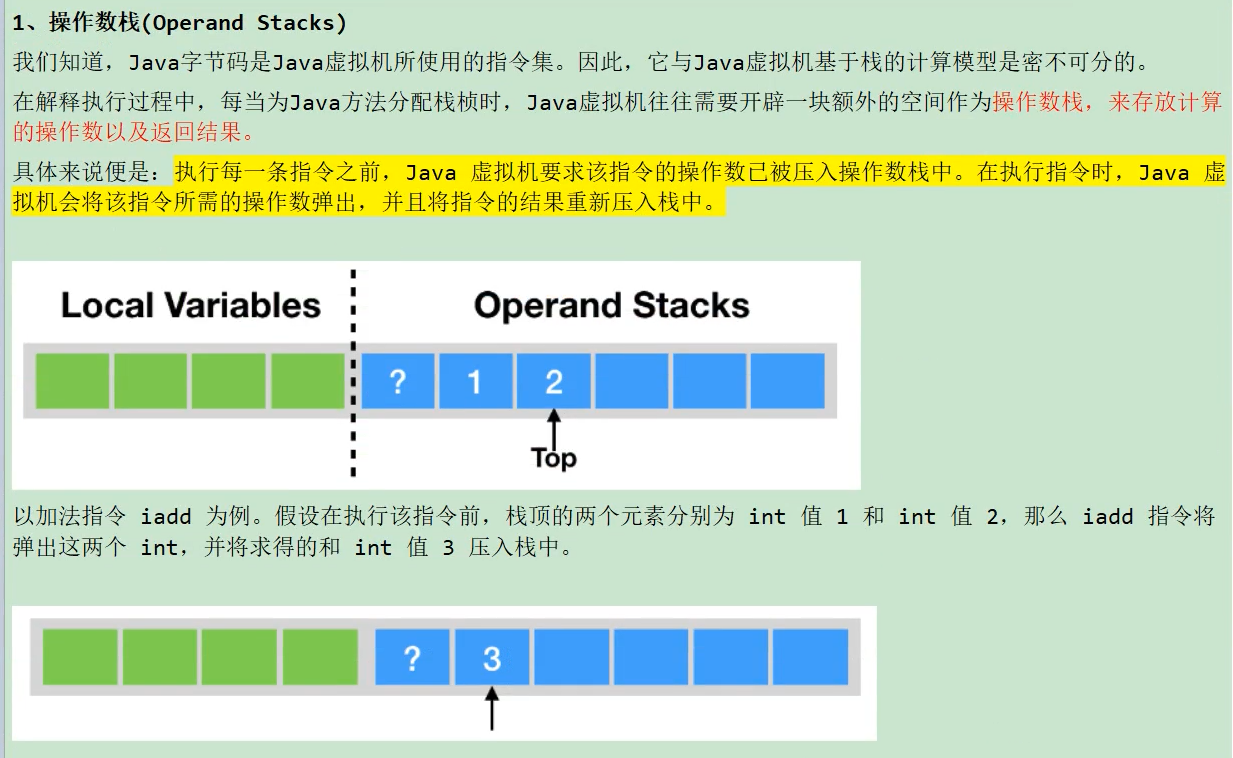 1、操作数栈(Operand Stacks)
我们知道，Java字节码是Java虚拟机所使用的指令集。因此，它与Java虚拟机基于栈的计算模型是密不可分的。
在解释执行过程中，每当为Java方法分配栈桢时，Java虚拟机往往需要开辟一块额外的空间作为操作数栈，来存放计算
的操作数以及返回结果。
具体来说便是：执行每一条指令之前，Java 虚拟机要求该指令的操作数已被压入操作数栈中。在执行指令时，Java 虚
拟机会将该指令所需的操作数弹出，并且将指令的结果重新压入栈中。
Local Variables
Operand Stacks
? 1 2
Top
以加法指令 iadd 为例。假设在执行该指令前，栈顶的两个元素分别为 int 值 1 和 int 值 2，那么 iadd 指令将
弹出这两个 int，并将求得的和 int 值 3 压入栈中。
? 3